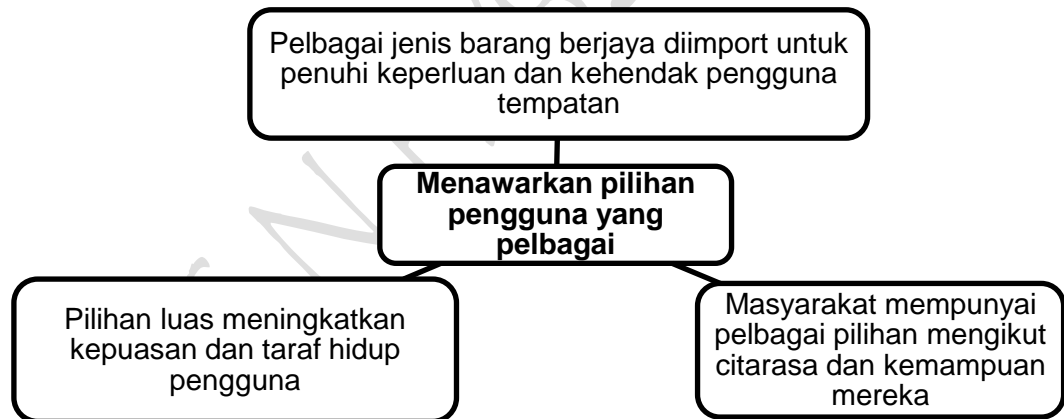 Pelbagai jenis barang berjaya diimport untuk
penuhi keperluan dan kehendak pengguna
tempatan
Menawarkan pilihan
pengguna yang
pelbagai
Pilihan luas meningkatkan
kepuasan dan taraf hidup
pengguna
Masyarakat mempunyai
pelbagai pilihan mengikut
citarasa dan kemampuan
mereka